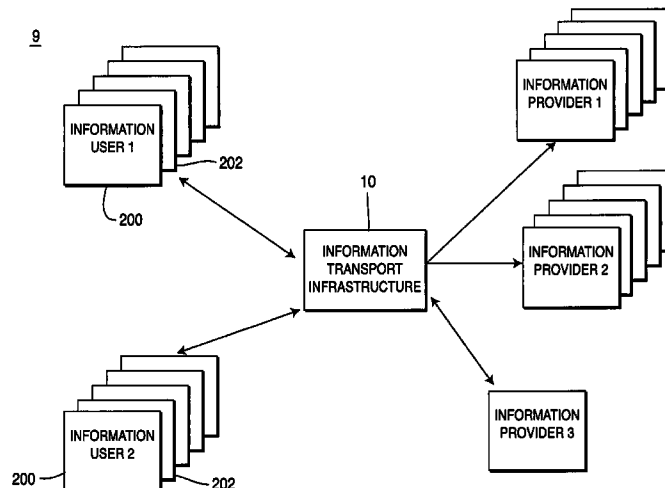 9
INFORMATION
USER 1
202
200
INFORMATION
PROVIDER 1
10
INFORMATION
TRANSPORT
INFRASTRUCTURE
INFORMATION
PROVIDER 2
INFORMATION
USER 2
200
202
INFORMATION
PROVIDER 3